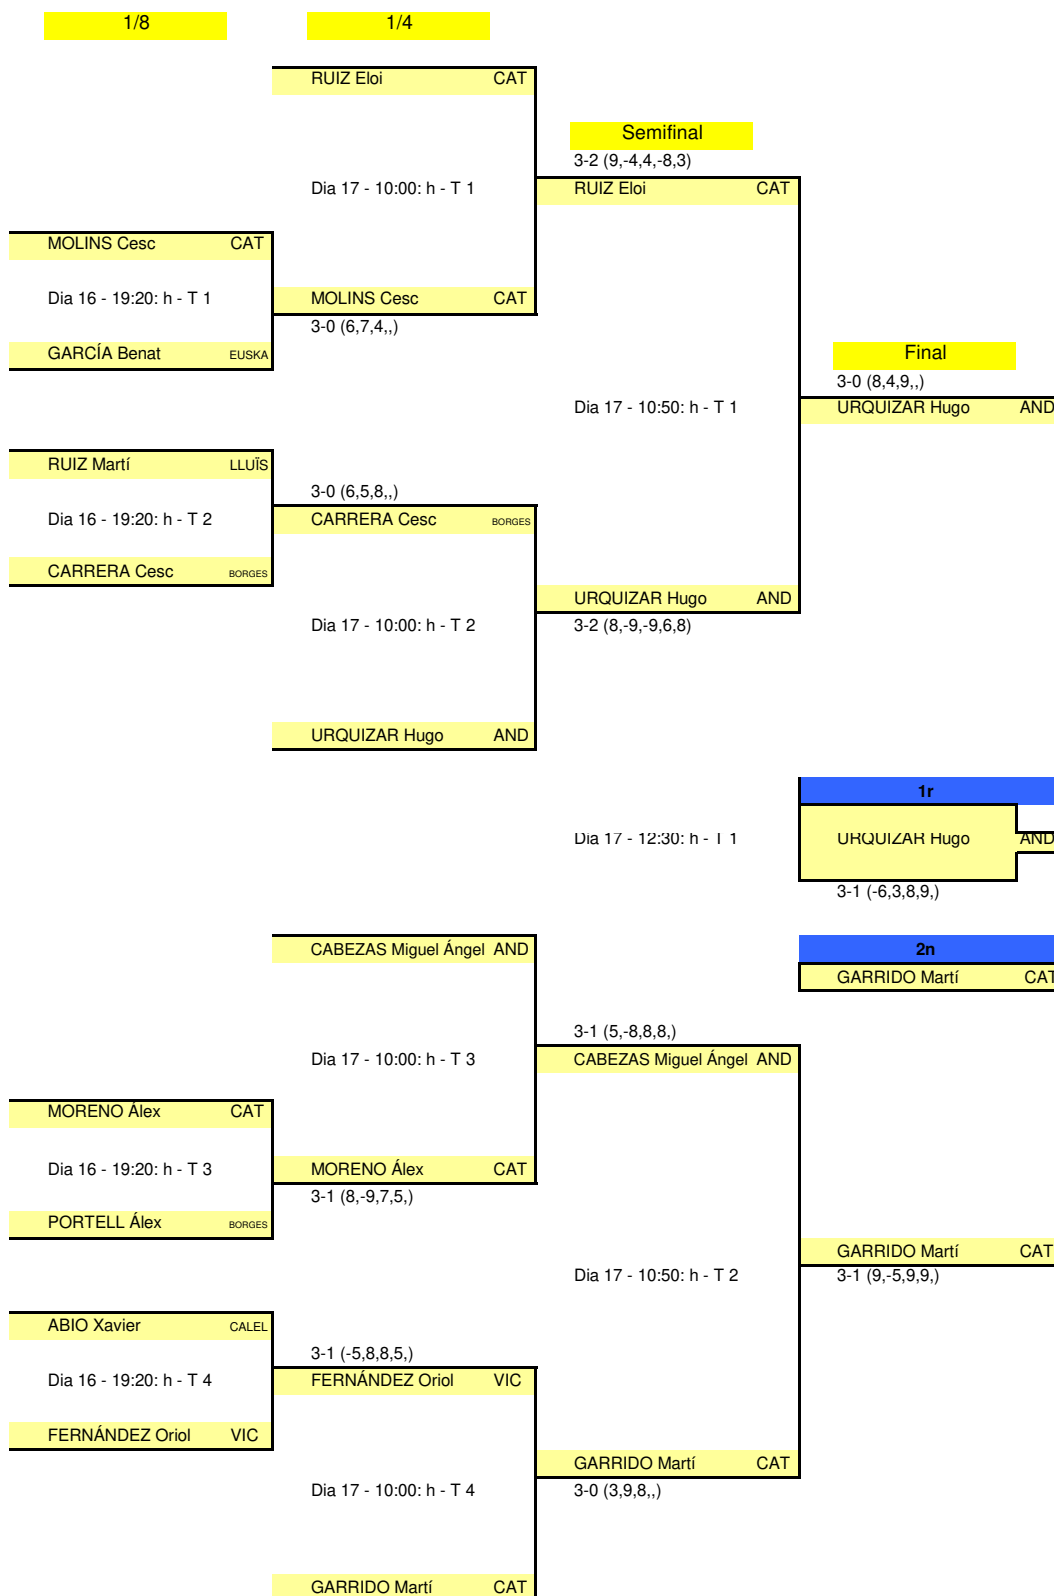 1/8 1/4
RUIZ Eloi CAT
Semifinal
3-2 (9,-4,4,-8,3)
Dia 17 - 10:00: h - T 1 RUIZ Eloi CAT
MOLINS Cesc CAT
Dia 16 - 19:20: h - T 1 MOLINS Cesc CAT
3-0 (6,7,4,,)
GARCÍA Benat EUSKA Final
3-0 (8,4,9,,)
Dia 17 - 10:50: h - T 1 URQUIZAR Hugo AND
RUIZ Martí LLUÏS
3-0 (6,5,8,,)
Dia 16 - 19:20: h - T 2 CARRERA Cesc BORGES
CARRERA Cesc BORGES
URQUIZAR Hugo AND
Dia 17 - 10:00: h - T 2 3-2 (8,-9,-9,6,8)
URQUIZAR Hugo AND
1r
Dia 17 - 12:30: h - T 1 URQUIZAR Hugo AND
3-1 (-6,3,8,9,)
CABEZAS Miguel Ángel AND 2n
GARRIDO Martí CAT
3-1 (5,-8,8,8,)
Dia 17 - 10:00: h - T 3 CABEZAS Miguel Ángel AND
MORENO Álex CAT
Dia 16 - 19:20: h - T 3 MORENO Álex CAT
3-1 (8,-9,7,5,)
PORTELL Álex BORGES
GARRIDO Martí CAT
Dia 17 - 10:50: h - T 2 3-1 (9,-5,9,9,)
ABIO Xavier CALEL
3-1 (-5,8,8,5,)
Dia 16 - 19:20: h - T 4 FERNÁNDEZ Oriol VIC
FERNÁNDEZ Oriol VIC
GARRIDO Martí CAT
Dia 17 - 10:00: h - T 4 3-0 (3,9,8,,)
GARRIDO Martí CAT